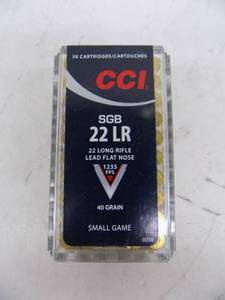 50 CARTRIDGES/CARTOUCHES
CCI
SGB
22 LR
22 LONG RIFLE
LEAD FLAT NOSE
1235
FPS
40 GRAIN
SMALL GAME